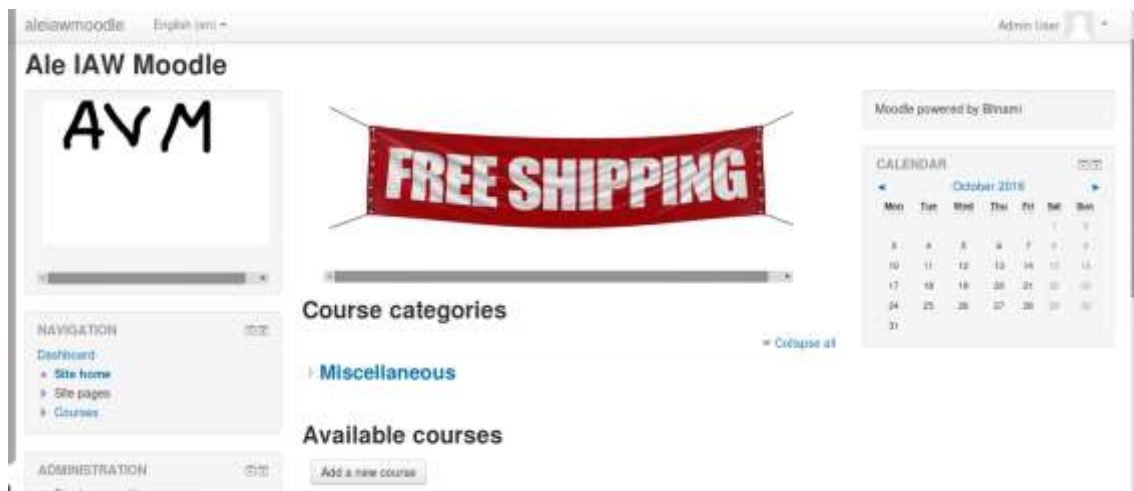 aleiawmoodle English (en)
Admin User
Ale IAW Moodle
AVM
NAVIGATION
Dashboard
Site home
Site pages
Courses
ADMINISTRATION
FREE SHIPPING
Course categories
Collapse all
Miscellaneous
Available courses
Add a new course
Moodle powered by Bitnami
CALENDAR
October 2016
Mon Tue Wed Thu Fri Sat Sun
1 2
3 4 5 6 7 8 9
10 11 12 13 14 15 16
17 18 19 20 21 22 23
24 25 26 27 28 29 30
31